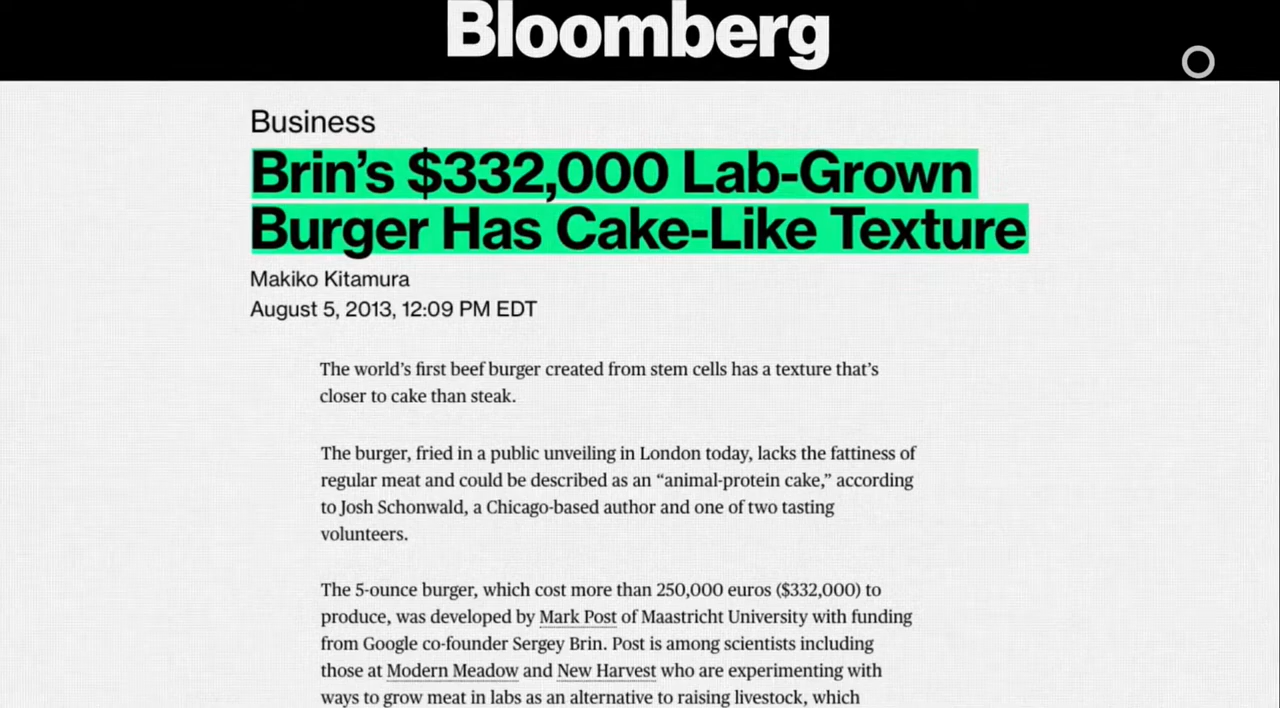 Bloomberg
Business
Brin’s $332,000 Lab-Grown
Burger Has Cake-Like Texture
Makiko Kitamura
August 5, 2013, 12:09 PM EDT
The world’s first beef burger created from stem cells has a texture that’s
closer to cake than steak.
The burger, fried in a public unveiling in London today, lacks the fattiness of
regular meat and could be described as an “animal-protein cake,” according
to Josh Schonwald, a Chicago-based author and one of two tasting
volunteers.
The 5-ounce burger, which cost more than 250,000 euros ($332,000) to
produce, was developed by Mark Post of Maastricht University with funding
from Google co-founder Sergey Brin. Post is among scientists including
those at Modern Meadow and New Harvest who are experimenting with
ways to grow meat in labs as an alternative to raising livestock, which